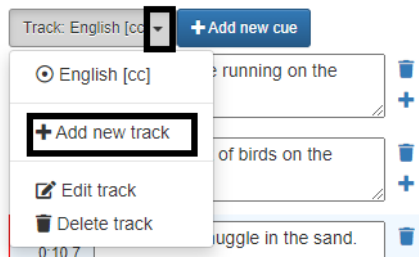 Track: English [cc]
Add new cue
English [cc]
running on the
Add new track
of birds on the
Edit track
Delete track
in the sand.
0:10.7